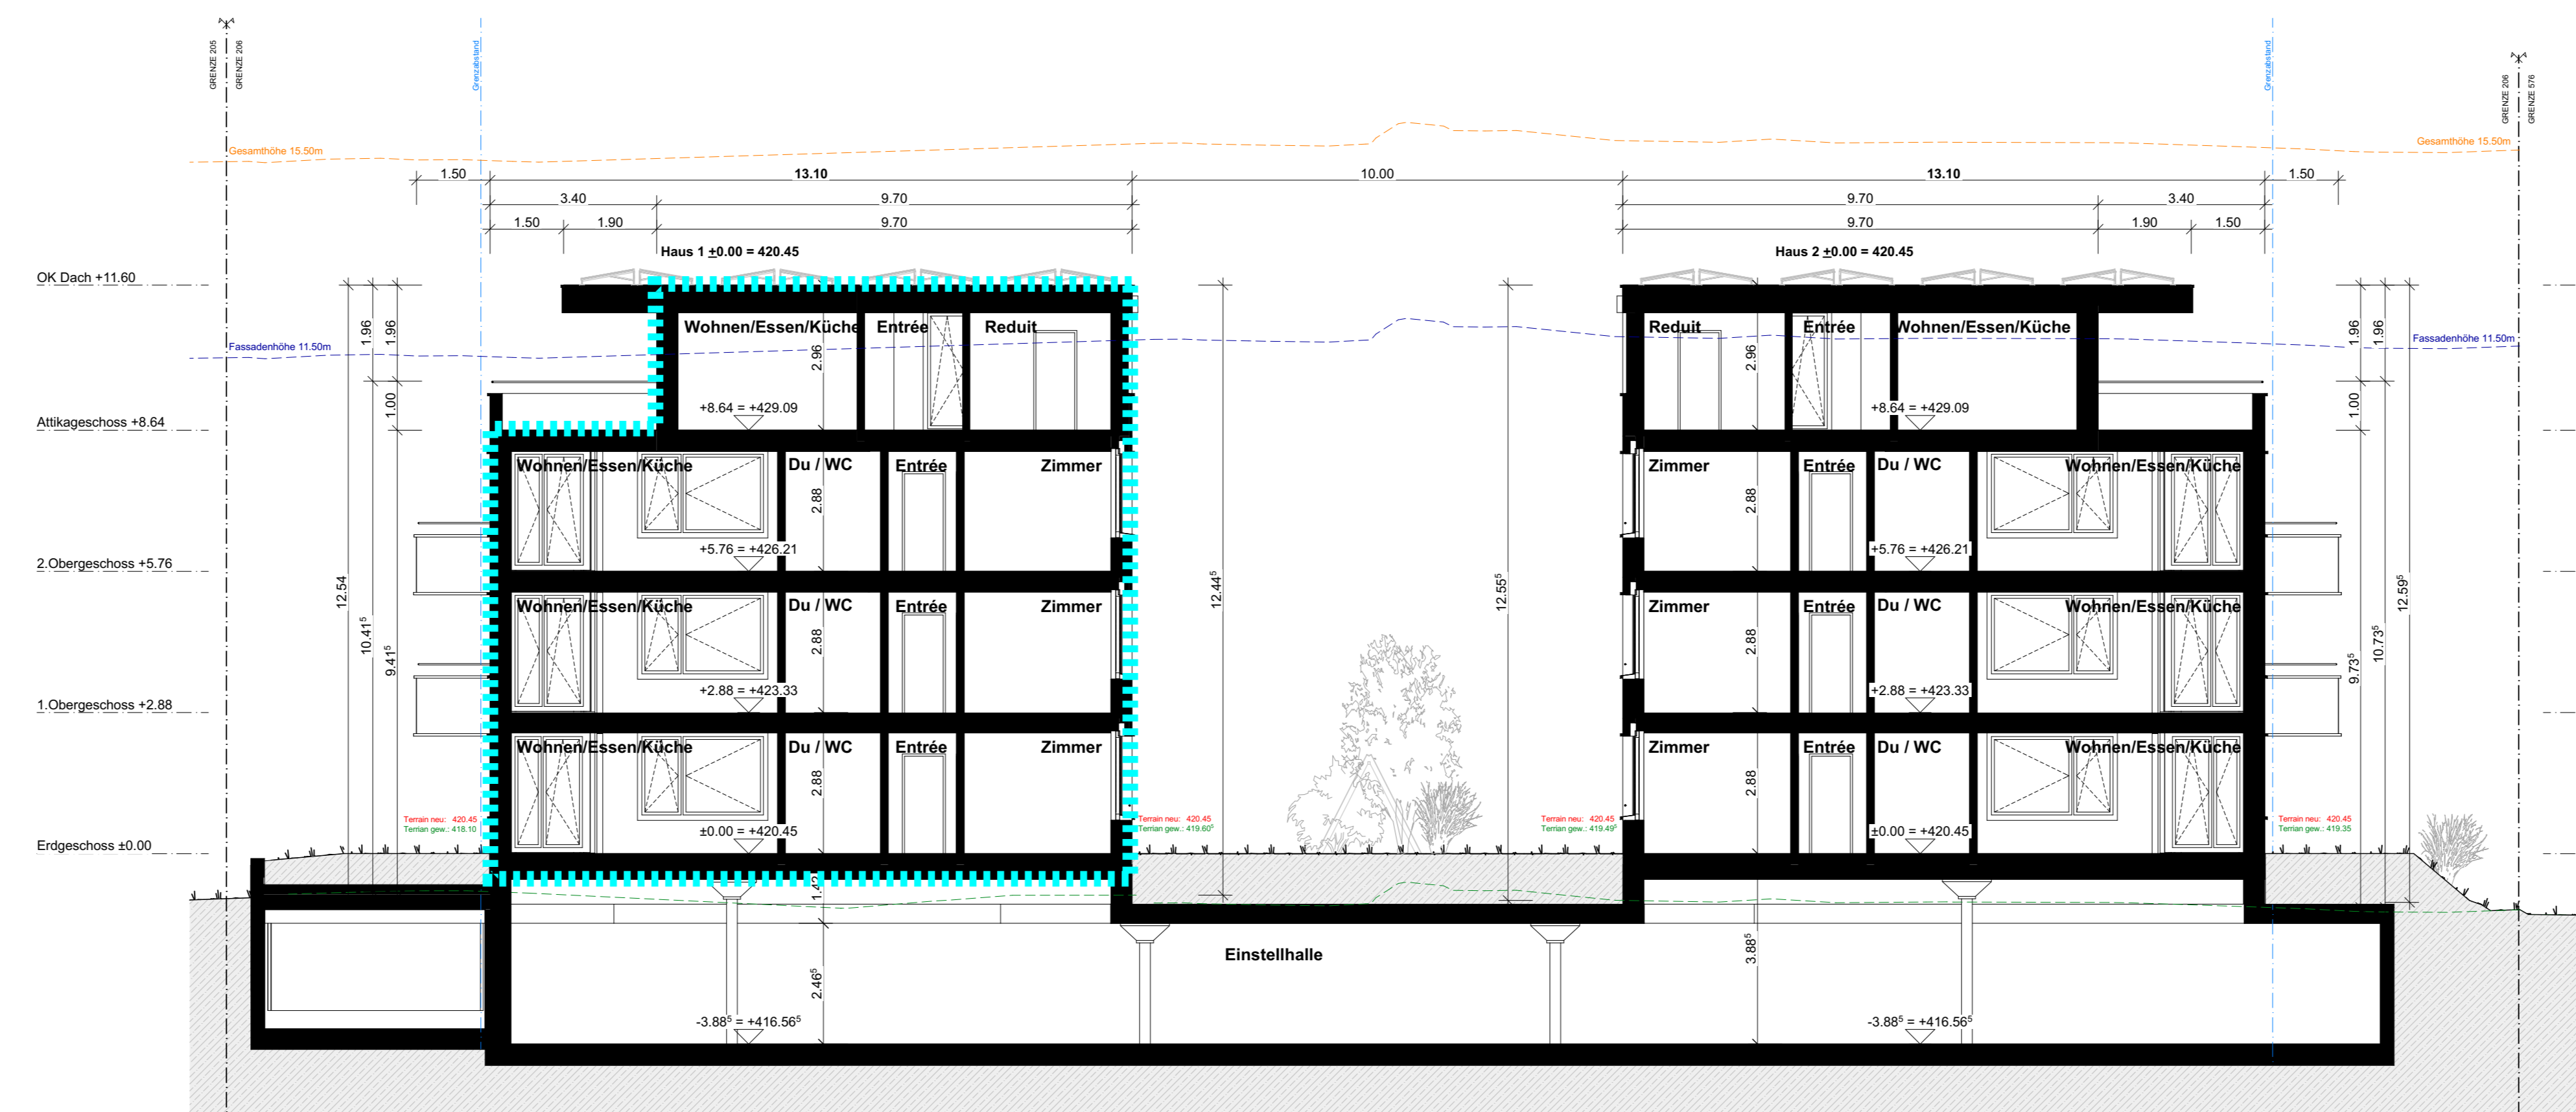 GRENZE 205
GRENZE 206
Grenzabstand
Grenzabstand
GRENZE 206
GRENZE 576
Gesamthöhe 15.50m
Gesamthöhe 15.50m
1.50
13.10
10.00
13.10
1.50
3.40
9.70
9.70
3.40
1.50
1.90
9.70
9.70
1.90
1.50
Haus 1 ±0.00 = 420.45
Haus 2 ±0.00 = 420.45
OK Dach +11.60
Wohnen/Essen/Küche
Entrée
Reduit
Reduit
Entrée
Wohnen/Essen/Küche
1.96
1.96
2.96
2.96
1.96
1.96
Fassadenhöhe 11.50m
Fassadenhöhe 11.50m
1.00
1.00
+8.64 = +429.09
+8.64 = +429.09
Attikageschoss +8.64
Wohnen/Essen/Küche
Du / WC
Entrée
Zimmer
Zimmer
Entrée
Du / WC
Wohnen/Essen/Küche
2.88
2.88
+5.76 = +426.21
+5.76 = +426.21
2.Obergeschoss +5.76
12.54
10.41⁵
9.41⁵
12.44⁵
12.55⁵
9.73⁵
10.73⁵
12.59⁵
Wohnen/Essen/Küche
Du / WC
Entrée
Zimmer
Zimmer
Entrée
Du / WC
Wohnen/Essen/Küche
2.88
2.88
+2.88 = +423.33
+2.88 = +423.33
1.Obergeschoss +2.88
Wohnen/Essen/Küche
Du / WC
Entrée
Zimmer
Zimmer
Entrée
Du / WC
Wohnen/Essen/Küche
2.88
2.88
Terrain neu: 420.45
Terrian gew.: 418.10
Terrain neu: 420.45
Terrian gew.: 419.60⁵
Terrain neu: 420.45
Terrian gew.: 419.49⁵
Terrain neu: 420.45
Terrian gew.: 419.35
±0.00 = +420.45
±0.00 = +420.45
Erdgeschoss ±0.00
1.42
Einstellhalle
2.46⁵
3.88⁵
-3.88⁵ = +416.56⁵
-3.88⁵ = +416.56⁵